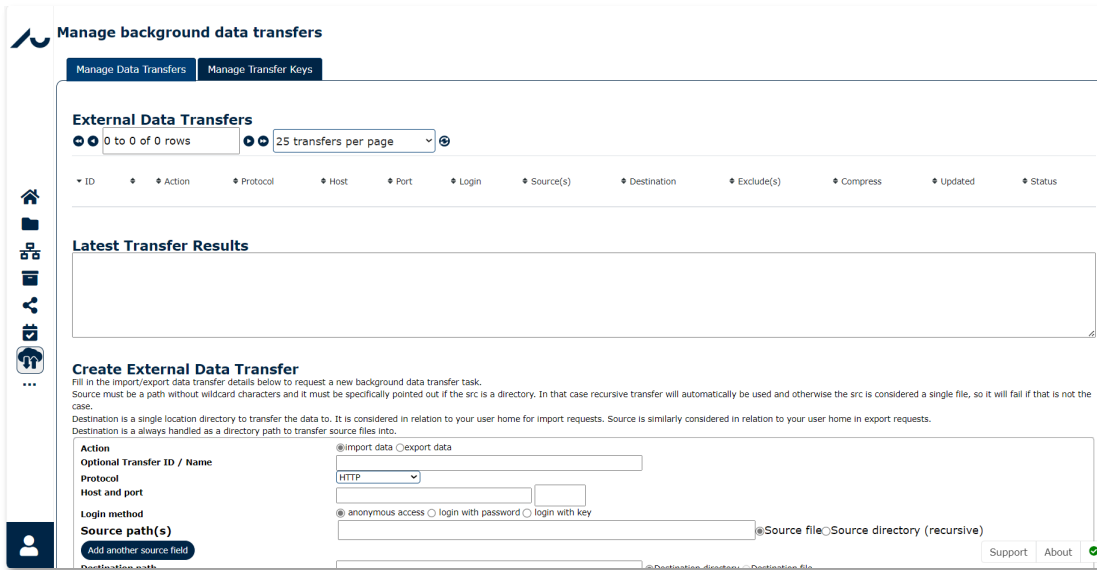 Manage background data transfers
Manage Data Transfers Manage Transfer Keys
External Data Transfers
0 to 0 of 0 rows 25 transfers per page
ID Action Protocol Host Port Login Source(s) Destination Exclude(s) Compress Updated Status
Latest Transfer Results
Create External Data Transfer
Fill in the import/export data transfer details below to request a new background data transfer task.
Source must be a path without wildcard characters and it must be specifically pointed out if the src is a directory. In that case recursive transfer will automatically be used and otherwise the src is considered a single file, so it will fail if that is not the
case.
Destination is a single location directory to transfer the data to. It is considered in relation to your user home for import requests. Source is similarly considered in relation to your user home in export requests.
Destination is a always handled as a directory path to transfer source files into.
Action import data export data
Optional Transfer ID / Name
Protocol HTTP
Host and port
Login method anonymous access login with password login with key
Source path(s) Source file Source directory (recursive)
Add another source field
Support About
Destination path Destination directory Destination file